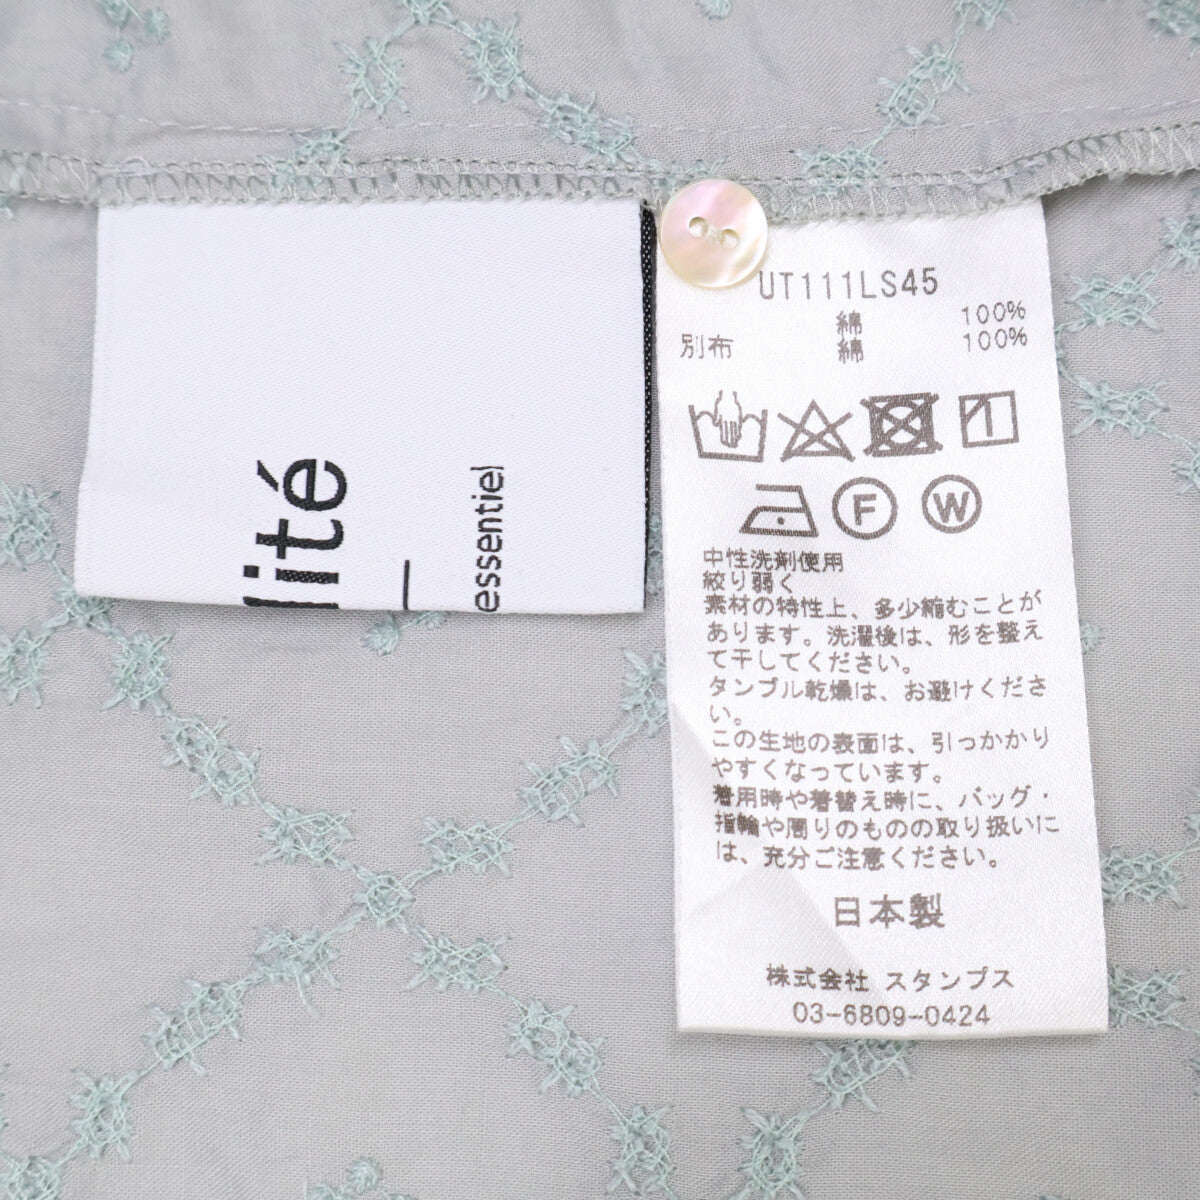 lité
essentiel
UT111LS45
綿 100%
別布 綿 100%
F W
中性洗剤使用
絞り弱く
素材の特性上、多少縮むことが
あります。洗濯後は、形を整え
て干してください。
タンブル乾燥は、お避けくださ
い。
この生地の表面は、引っかかり
やすくなっています。
着用時や着替え時に、バッグ・
指輪や周りのものの取り扱いに
は、充分ご注意ください。
日本製
株式会社 スタンプス
03-6809-0424